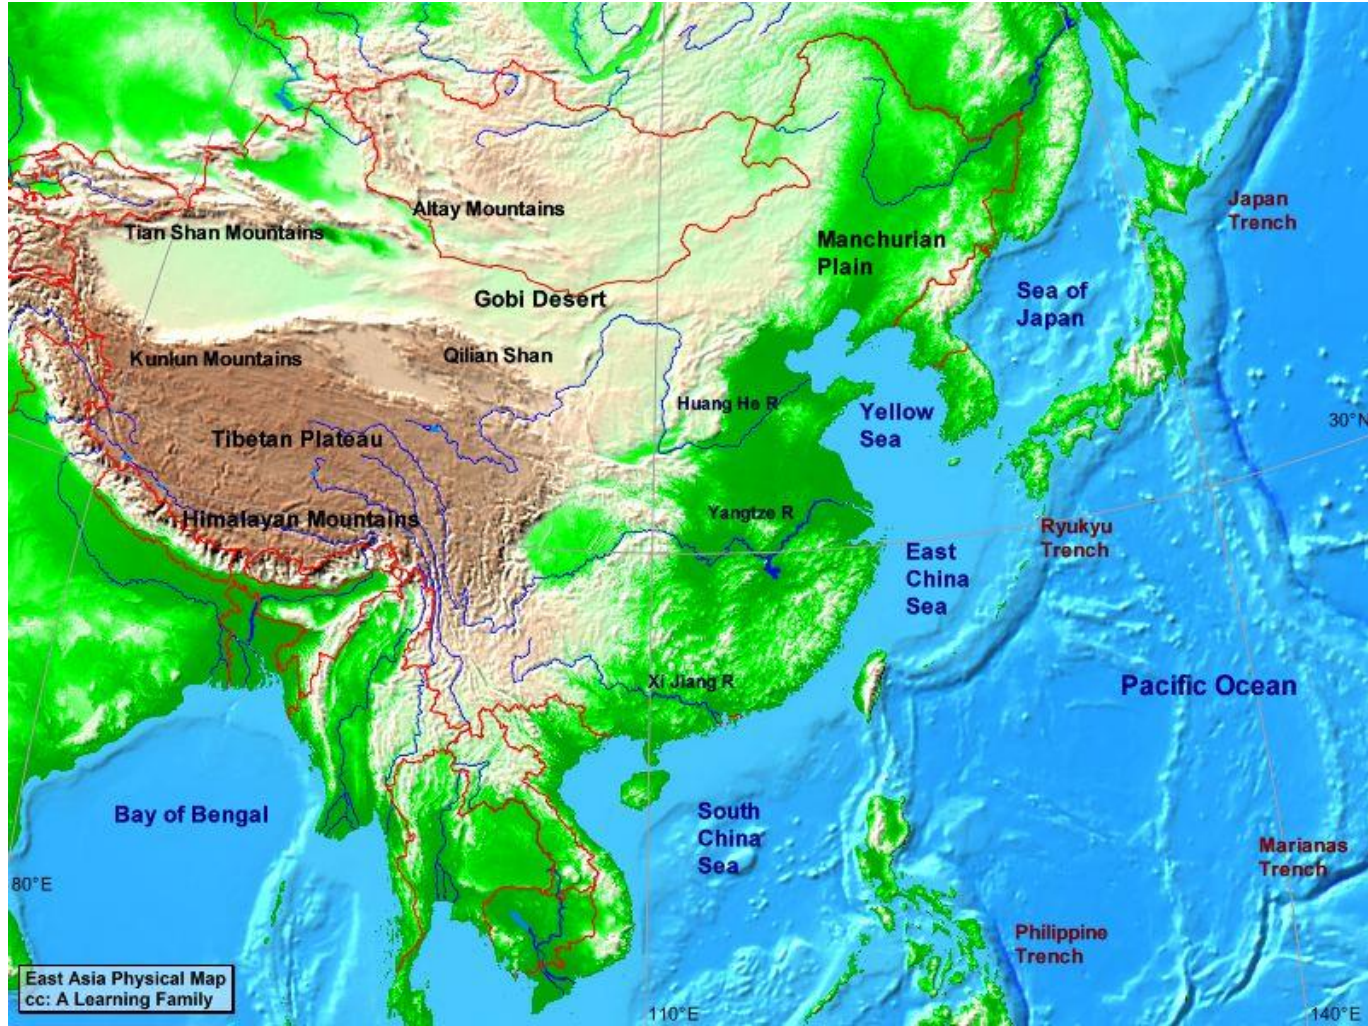 Japan
Trench
Altay Mountains
Tian Shan Mountains
Manchurian
Plain
Sea of
Japan
Gobi Desert
Kunlun Mountains
Qilian Shan
Huang He R
Yellow
Sea
30°N
Tibetan Plateau
Himalayan Mountains
Yangtze R
Ryukyu
Trench
East
China
Sea
Xi Jiang R
Pacific Ocean
Bay of Bengal
South
China
Sea
Marianas
Trench
80°E
Philippine
Trench
East Asia Physical Map
cc: A Learning Family
110°E
140°E